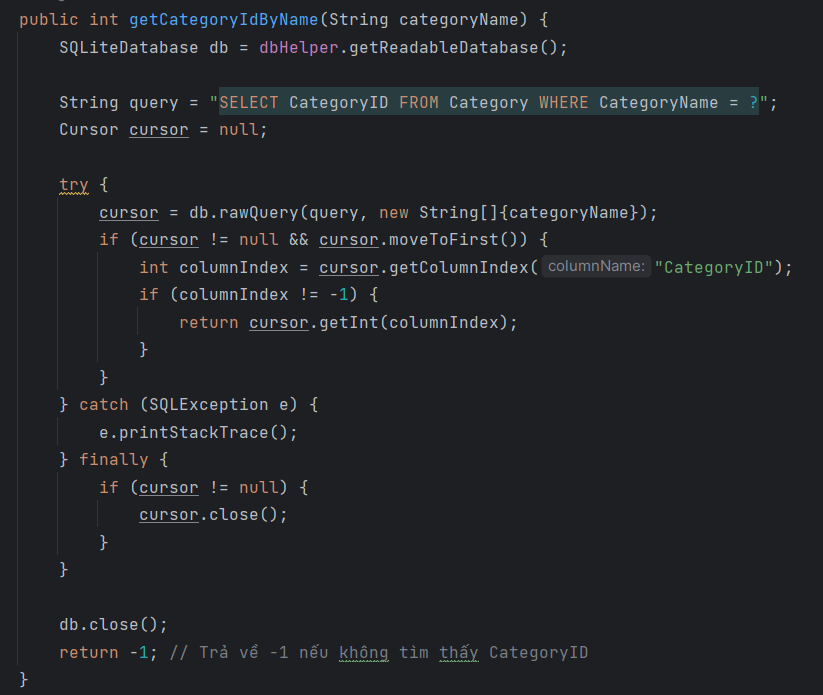 public int getCategoryIdByName(String categoryName) {
    SQLiteDatabase db = dbHelper.getReadableDatabase();

    String query = "SELECT CategoryID FROM Category WHERE CategoryName = ?";
    Cursor cursor = null;

    try {
        cursor = db.rawQuery(query, new String[]{categoryName});
        if (cursor != null && cursor.moveToFirst()) {
            int columnIndex = cursor.getColumnIndex( columnName: "CategoryID");
            if (columnIndex != -1) {
                return cursor.getInt(columnIndex);
            }
        }
    } catch (SQLException e) {
        e.printStackTrace();
    } finally {
        if (cursor != null) {
            cursor.close();
        }
    }

    db.close();
    return -1; // Trả về -1 nếu không tìm thấy CategoryID
}